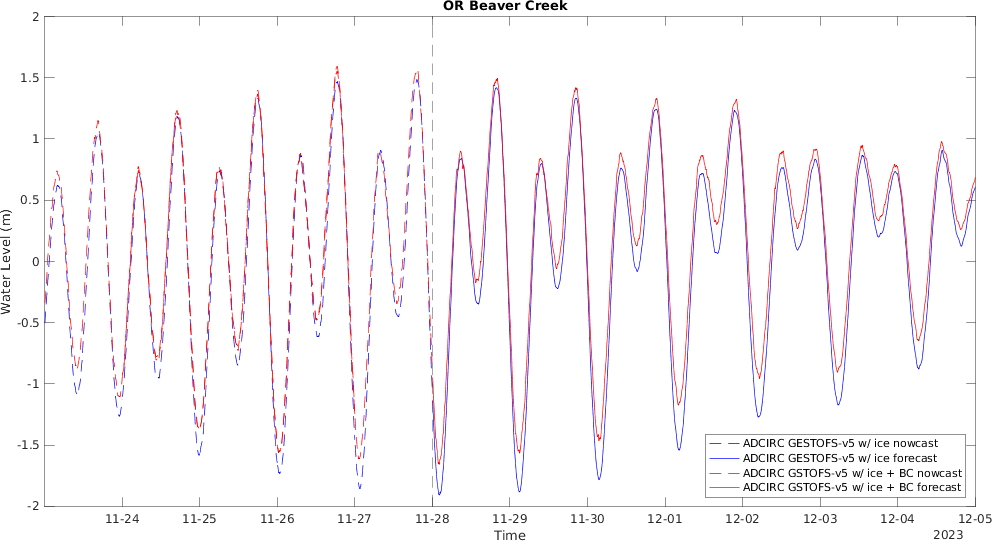 OR Beaver Creek
2
1.5
1
0.5
0
-0.5
-1
-1.5
-2
Water Level (m)
ADCIRC GESTOFS-v5 w/ ice nowcast
ADCIRC GESTOFS-v5 w/ ice forecast
ADCIRC GSTOFS-v5 w/ ice + BC nowcast
ADCIRC GSTOFS-v5 w/ ice + BC forecast
11-24 11-25 11-26 11-27 11-28 11-29 11-30 12-01 12-02 12-03 12-04 12-05
Time
2023